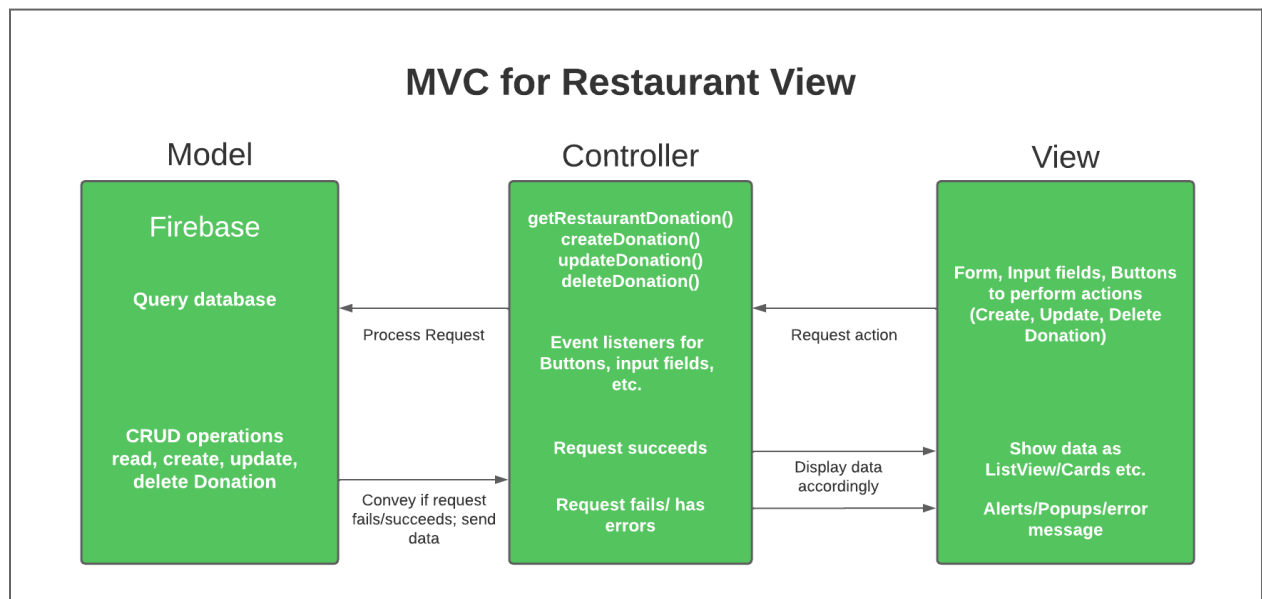 MVC for Restaurant View
Model
Controller
View
Firebase
Query database
CRUD operations
read, create, update,
delete Donation
Process Request
Convey if request
fails/succeeds; send
data
getRestaurantDonation()
createDonation()
updateDonation()
deleteDonation()
Event listeners for
Buttons, input fields,
etc.
Request succeeds
Request fails/ has
errors
Request action
Display data
accordingly
Form, Input fields, Buttons
to perform actions
(Create, Update, Delete
Donation)
Show data as
ListView/Cards etc.
Alerts/Popups/error
message